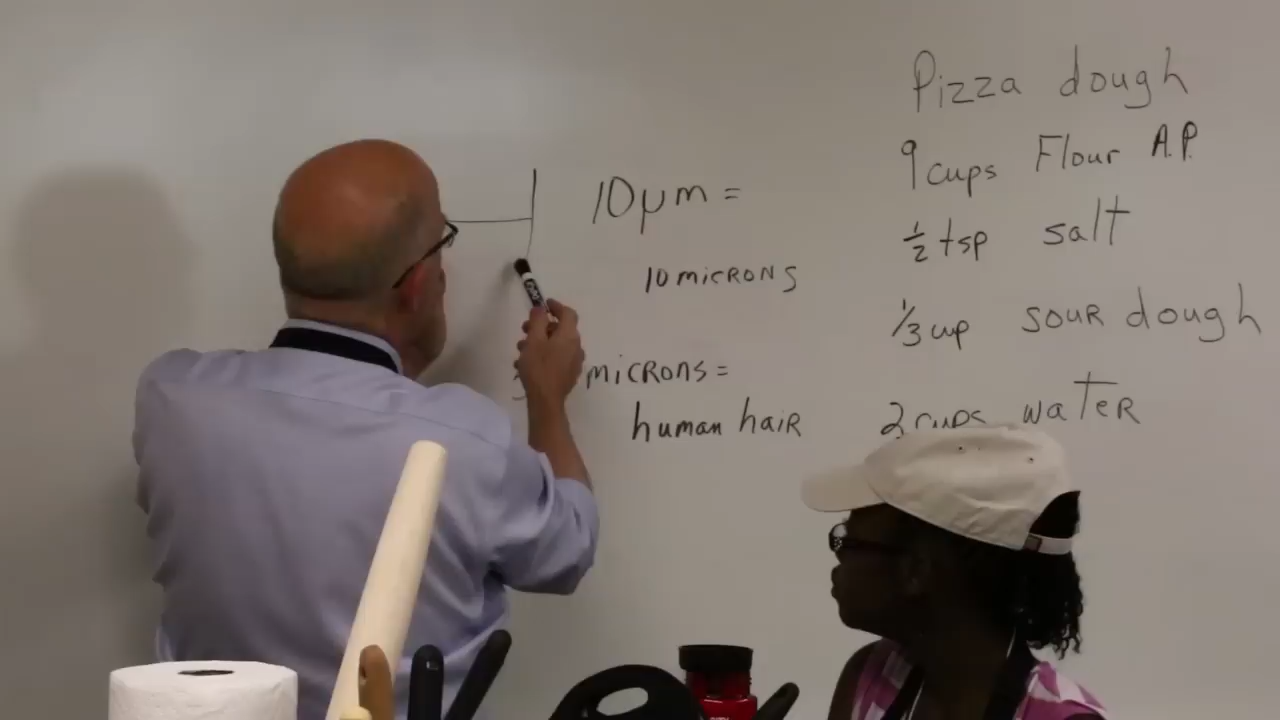 10µm =
10 microns
microns =
human hair
Pizza dough
9 cups Flour A.P.
½ tsp salt
⅓ cup sour dough
2 cups water